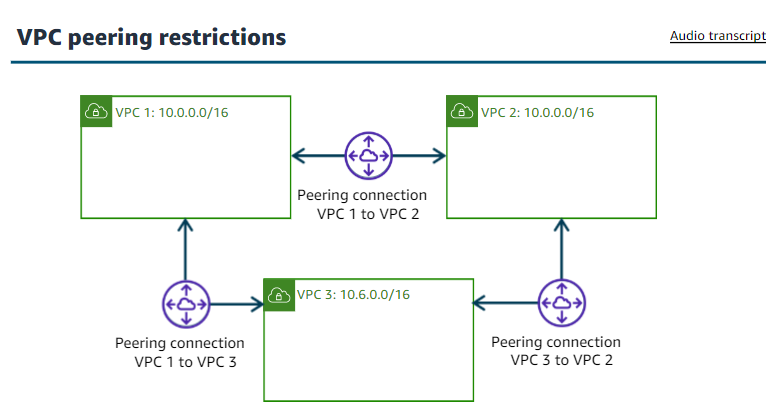 VPC peering restrictions
Audio transcript
VPC 1: 10.0.0.0/16
VPC 2: 10.0.0.0/16
Peering connection
VPC 1 to VPC 2
VPC 3: 10.6.0.0/16
Peering connection
VPC 1 to VPC 3
Peering connection
VPC 3 to VPC 2